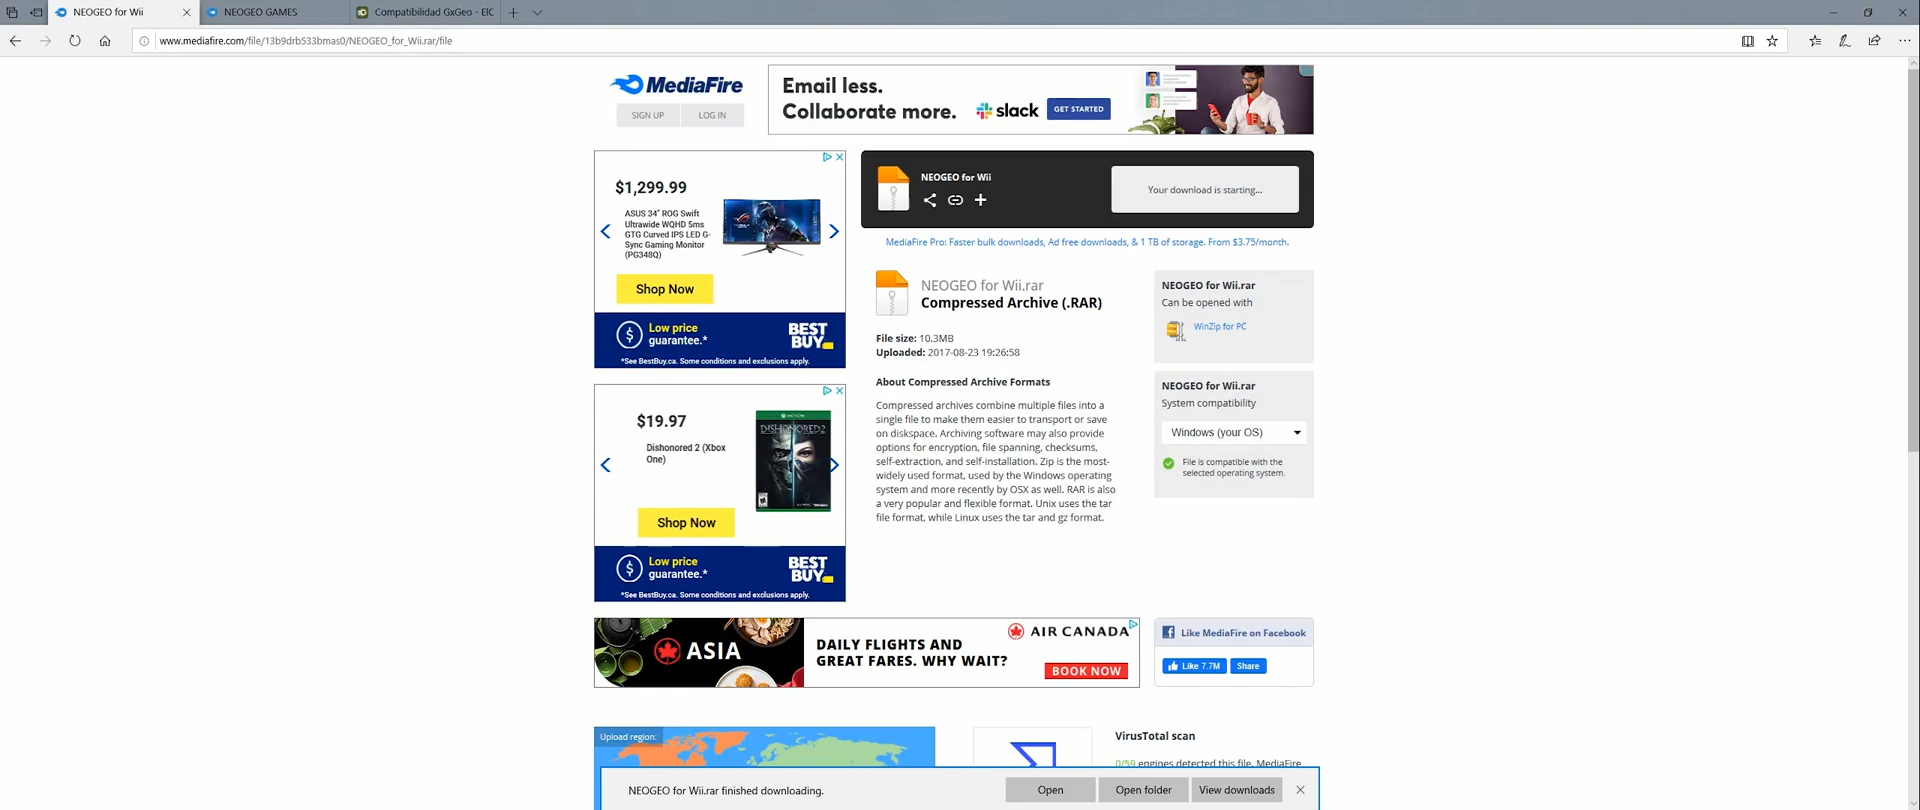 NEOGEO for Wii
NEOGEO GAMES
Compatibilidad GxGeo - ElC
www.mediafire.com/file/13b9drb533bmas0/NEOGEO_for_Wii.rar/file
MediaFire
SIGN UP
LOG IN
Email less.
Collaborate more.
slack
GET STARTED
$1,299.99
ASUS 34" ROG Swift
Ultrawide WQHD 5ms
GTG Curved IPS LED G-
Sync Gaming Monitor
(PG348Q)
Shop Now
Low price
guarantee.*
BEST
BUY
*See BestBuy.ca. Some conditions and exclusions apply.
NEOGEO for Wii
Your download is starting...
MediaFire Pro: Faster bulk downloads, Ad free downloads, & 1 TB of storage. From $3.75/month.
NEOGEO for Wii.rar
Compressed Archive (.RAR)
File size: 10.3MB
Uploaded: 2017-08-23 19:26:58
About Compressed Archive Formats
Compressed archives combine multiple files into a
single file to make them easier to transport or save
on diskspace. Archiving software may also provide
options for encryption, file spanning, checksums,
self-extraction, and self-installation. Zip is the most-
widely used format, used by the Windows operating
system and more recently by OSX as well. RAR is also
a very popular and flexible format. Unix uses the tar
file format, while Linux uses the tar and gz format.
NEOGEO for Wii.rar
Can be opened with
WinZip for PC
NEOGEO for Wii.rar
System compatibility
Windows (your OS)
File is compatible with the
selected operating system.
$19.97
Dishonored 2 (Xbox
One)
DISHONORED 2
Shop Now
Low price
guarantee.*
BEST
BUY
*See BestBuy.ca. Some conditions and exclusions apply.
ASIA
DAILY FLIGHTS AND
GREAT FARES. WHY WAIT?
AIR CANADA
BOOK NOW
Like MediaFire on Facebook
Like 7.7M
Share
Upload region:
VirusTotal scan
0/59 engines detected this file. MediaFire
NEOGEO for Wii.rar finished downloading.
Open
Open folder
View downloads